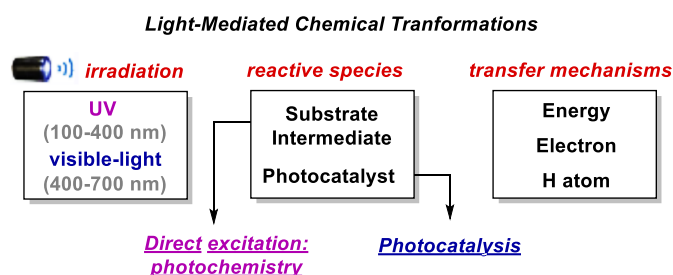 Light-Mediated Chemical Tranformations
irradiation
reactive species
transfer mechanisms
UV
(100-400 nm)
visible-light
(400-700 nm)
Substrate
Intermediate
Photocatalyst
Energy
Electron
H atom
Direct excitation:
photochemistry
Photocatalysis